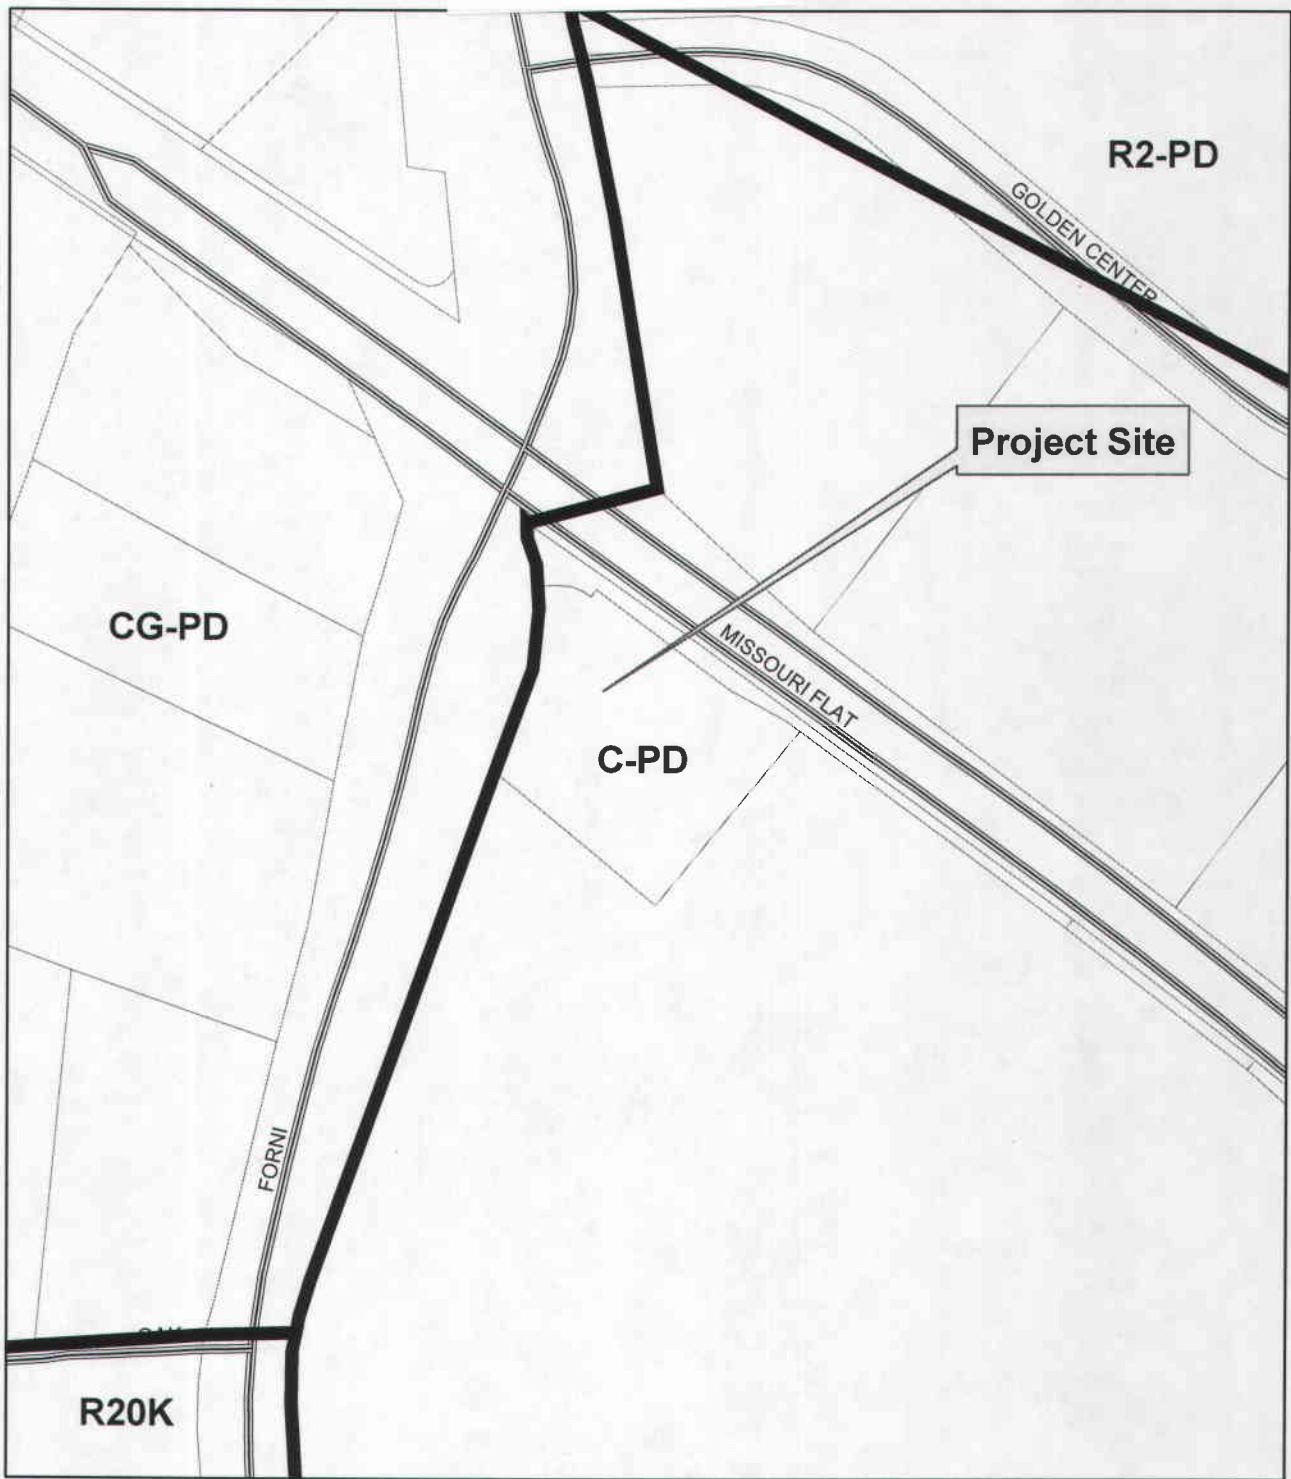 R2-PD
GOLDEN CENTER
Project Site
CG-PD
MISSOURI FLAT
C-PD
FORNI
R20K